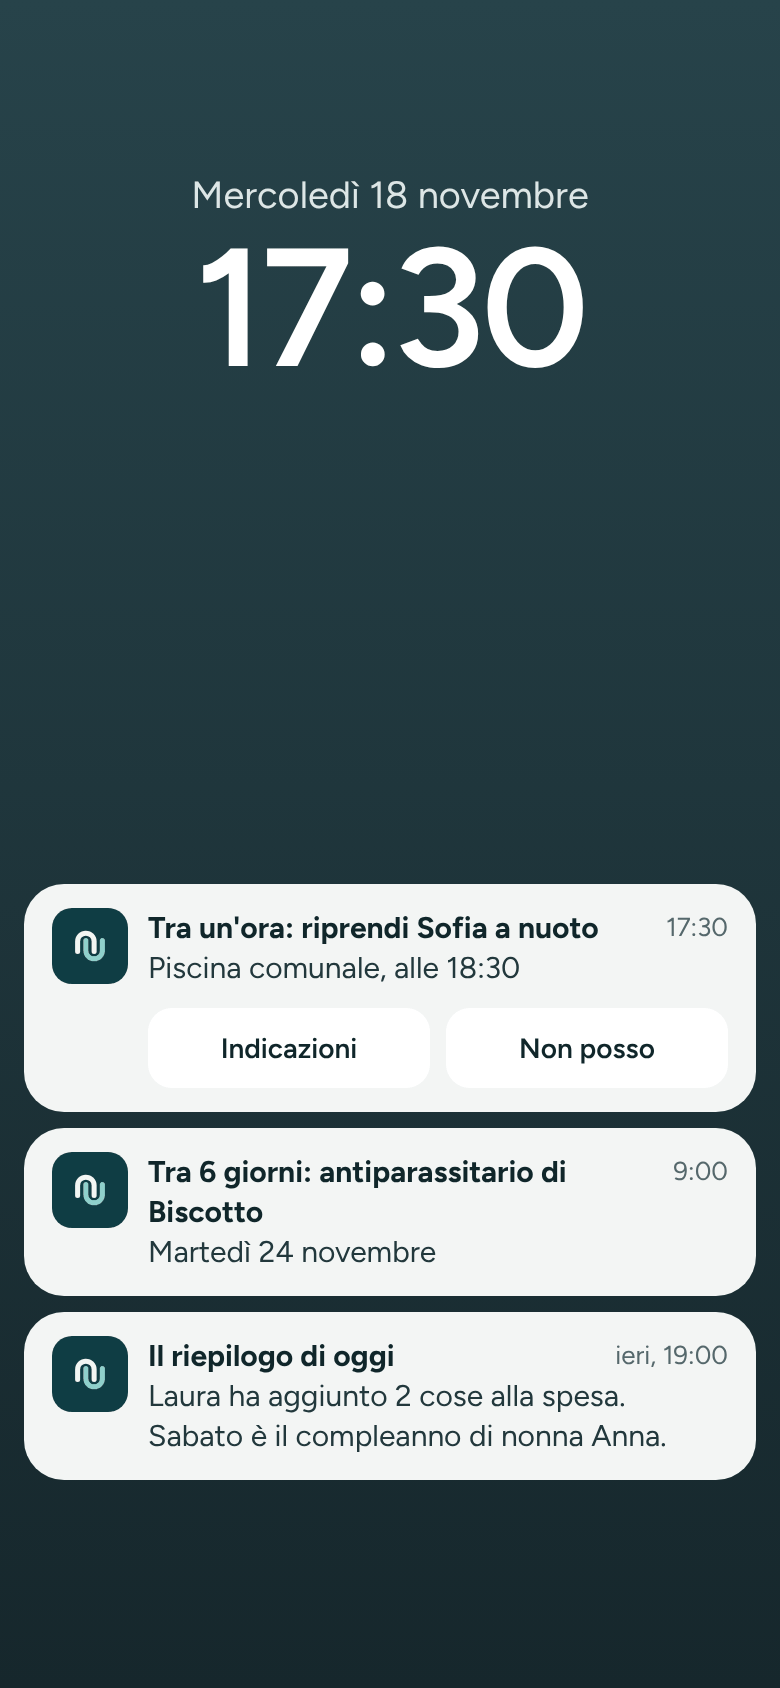 Mercoledì 18 novembre
17:30
Tra un'ora: riprendi Sofia a nuoto
17:30
Piscina comunale, alle 18:30
Indicazioni
Non posso
Tra 6 giorni: antiparassitario di
9:00
Biscotto
Martedì 24 novembre
Il riepilogo di oggi
ieri, 19:00
Laura ha aggiunto 2 cose alla spesa.
Sabato è il compleanno di nonna Anna.